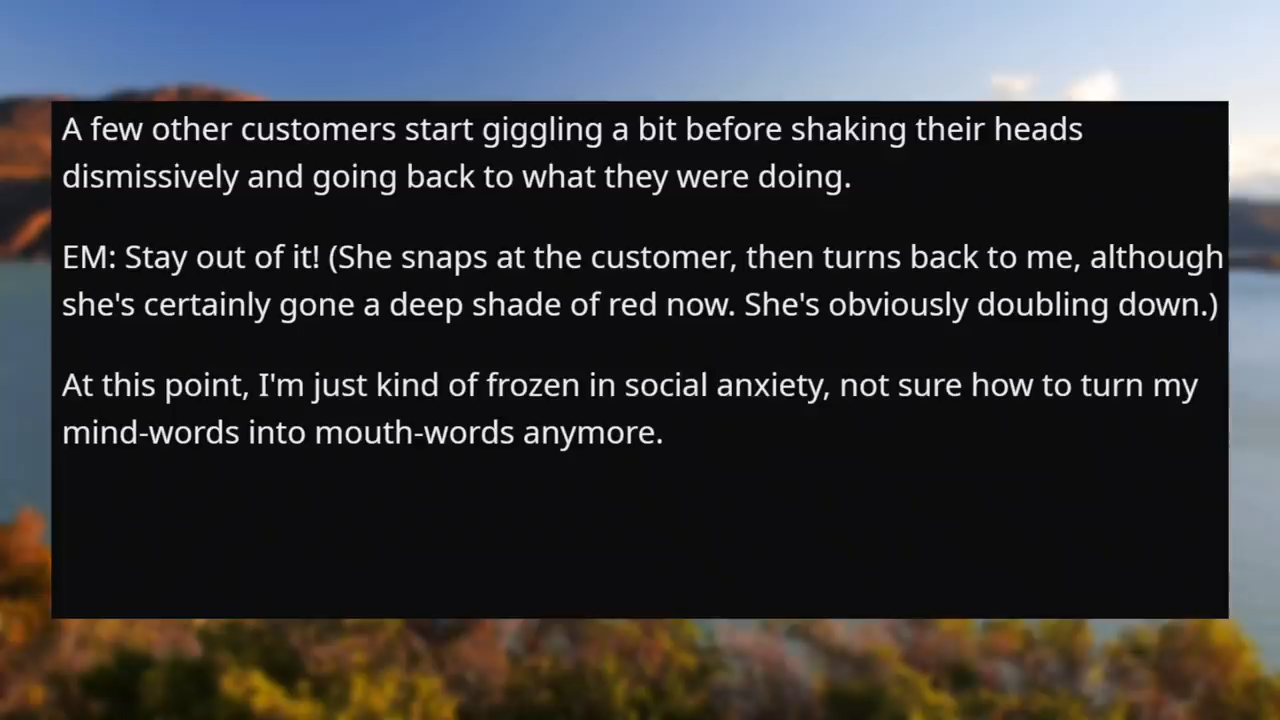 A few other customers start giggling a bit before shaking their heads
dismissively and going back to what they were doing.
EM: Stay out of it! (She snaps at the customer, then turns back to me, although
she's certainly gone a deep shade of red now. She's obviously doubling down.)
At this point, I'm just kind of frozen in social anxiety, not sure how to turn my
mind-words into mouth-words anymore.